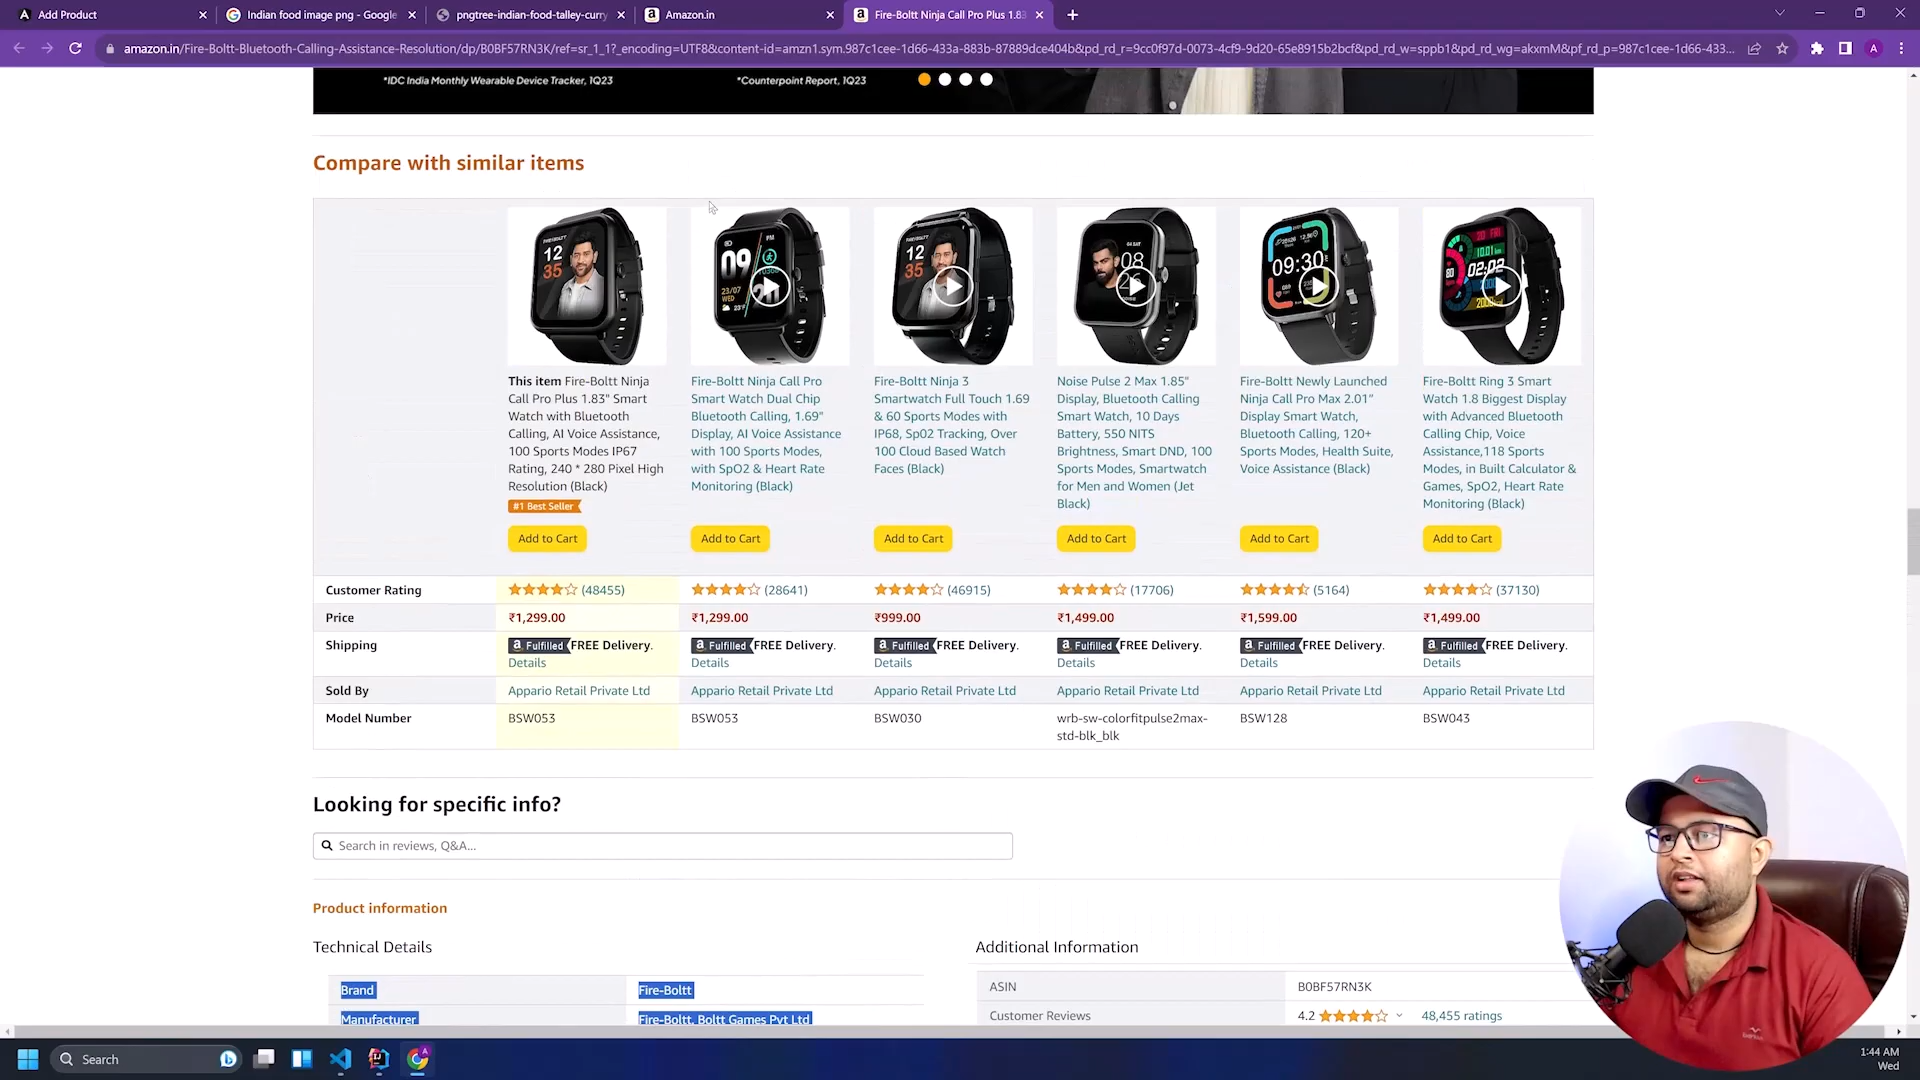 Add Product
Indian food image png - Google
pngtree-indian-food-talley-curry
Amazon.in
Fire-Boltt Ninja Call Pro Plus 1.83
amazon.in/Fire-Boltt-Bluetooth-Calling-Assistance-Resolution/dp/B0BF57RN3K/ref=sr_1_1?_encoding=UTF8&content-id=amzn1.sym.987c1cee-1d66-433a-883b-87889dce404b&pd_rd_r=9cc0f97d-0073-4cf9-9d20-65e8915b2bcf&pd_rd_w=sppb1&pd_rd_wg=akxmM&pf_rd_p=987c1cee-1d66-433...
A
*IDC India Monthly Wearable Device Tracker, 1Q23
*Counterpoint Report, 1Q23
Compare with similar items
This item Fire-Boltt Ninja
Call Pro Plus 1.83" Smart
Watch with Bluetooth
Calling, AI Voice Assistance,
100 Sports Modes IP67
Rating, 240 * 280 Pixel High
Resolution (Black)
#1 Best Seller
Add to Cart
Fire-Boltt Ninja Call Pro
Smart Watch Dual Chip
Bluetooth Calling, 1.69"
Display, AI Voice Assistance
with 100 Sports Modes,
with SpO2 & Heart Rate
Monitoring (Black)
Add to Cart
Fire-Boltt Ninja 3
Smartwatch Full Touch 1.69
& 60 Sports Modes with
IP68, Sp02 Tracking, Over
100 Cloud Based Watch
Faces (Black)
Add to Cart
Noise Pulse 2 Max 1.85"
Display, Bluetooth Calling
Smart Watch, 10 Days
Battery, 550 NITS
Brightness, Smart DND, 100
Sports Modes, Smartwatch
for Men and Women (Jet
Black)
Add to Cart
Fire-Boltt Newly Launched
Ninja Call Pro Max 2.01"
Display Smart Watch,
Bluetooth Calling, 120+
Sports Modes, Health Suite,
Voice Assistance (Black)
Add to Cart
Fire-Boltt Ring 3 Smart
Watch 1.8 Biggest Display
with Advanced Bluetooth
Calling Chip, Voice
Assistance,118 Sports
Modes, in Built Calculator &
Games, SpO2, Heart Rate
Monitoring (Black)
Add to Cart
Customer Rating (48455) (28641) (46915) (17706) (5164) (37130)
Price ₹1,299.00 ₹1,299.00 ₹999.00 ₹1,499.00 ₹1,599.00 ₹1,499.00
Shipping a Fulfilled FREE Delivery. a Fulfilled FREE Delivery. a Fulfilled FREE Delivery. a Fulfilled FREE Delivery. a Fulfilled FREE Delivery. a Fulfilled FREE Delivery.
Details Details Details Details Details Details
Sold By Appario Retail Private Ltd Appario Retail Private Ltd Appario Retail Private Ltd Appario Retail Private Ltd Appario Retail Private Ltd Appario Retail Private Ltd
Model Number BSW053 BSW053 BSW030 wrb-sw-colorfitpulse2max- BSW128 BSW043
std-blk_blk
Looking for specific info?
Search in reviews, Q&A...
Product information
Technical Details
Brand Fire-Boltt
Manufacturer Fire-Boltt, Boltt Games Pvt Ltd
Additional Information
ASIN B0BF57RN3K
Customer Reviews 4.2 48,455 ratings
Search
1:44 AM
Wed